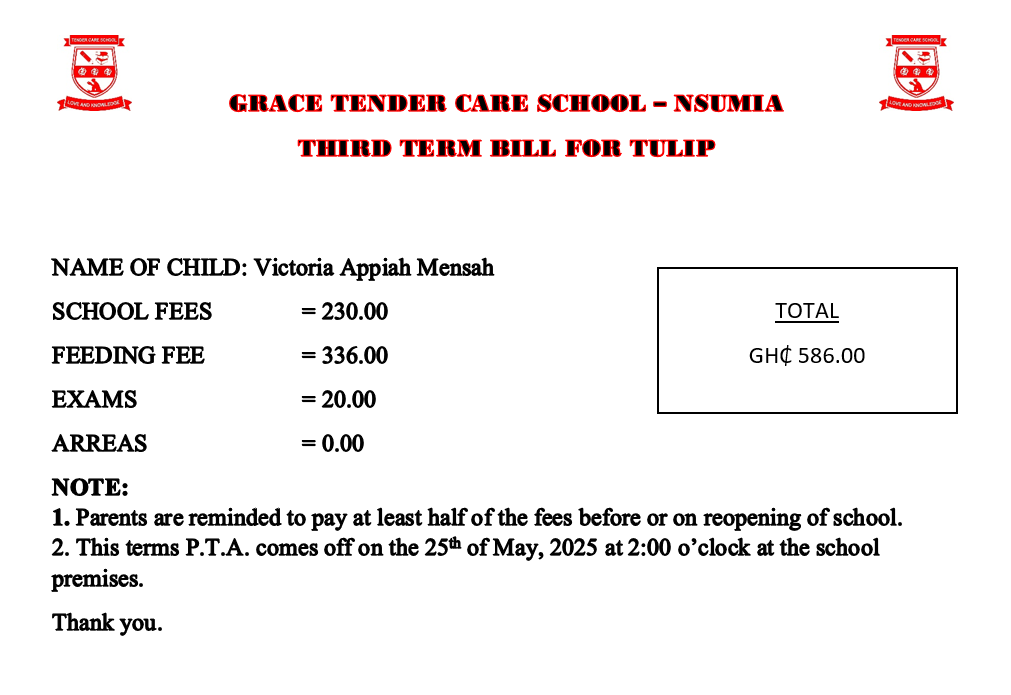 TENDER CARE SCHOOL
LOVE AND KNOWLEDGE
TENDER CARE SCHOOL
LOVE AND KNOWLEDGE
GRACE TENDER CARE SCHOOL – NSUMIA
THIRD TERM BILL FOR TULIP
NAME OF CHILD: Victoria Appiah Mensah
SCHOOL FEES = 230.00
FEEDING FEE = 336.00
EXAMS = 20.00
ARREAS = 0.00
TOTAL
GH₵ 586.00
NOTE:
1. Parents are reminded to pay at least half of the fees before or on reopening of school.
2. This terms P.T.A. comes off on the 25th of May, 2025 at 2:00 o’clock at the school
premises.
Thank you.